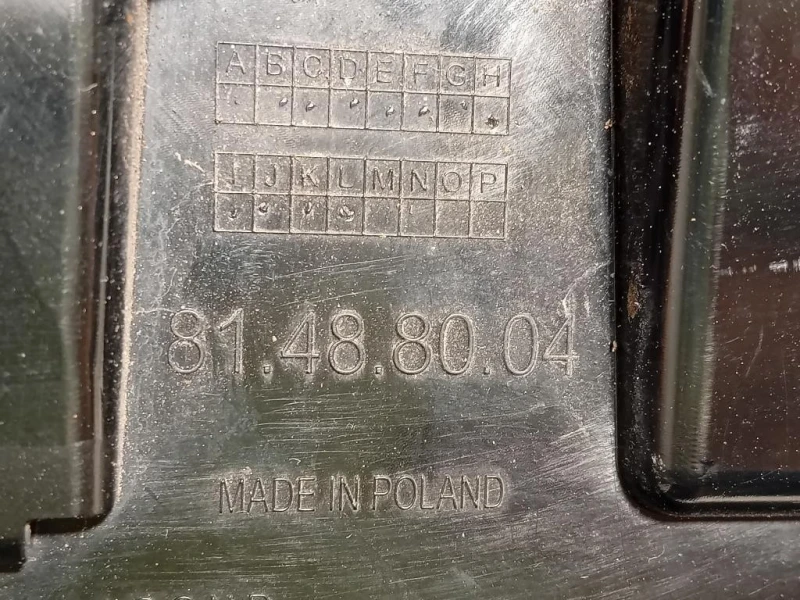 A B C D E F G H
I J K L M N O P
81.48.80.04
MADE IN POLAND